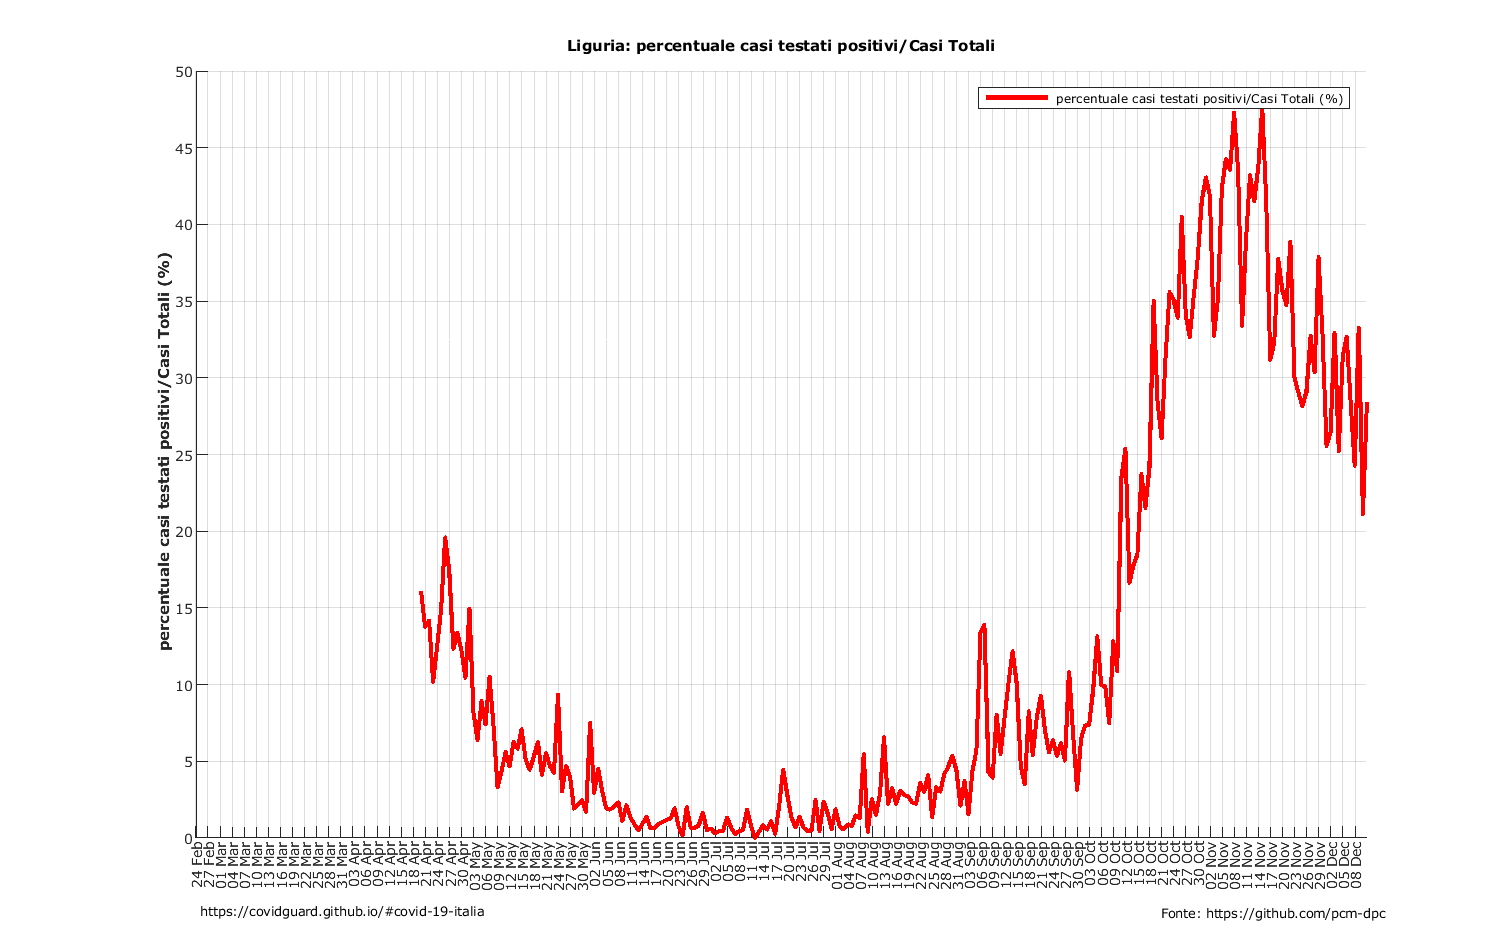 Liguria: percentuale casi testati positivi/Casi Totali
percentuale casi testati positivi/Casi Totali (%)
percentuale casi testati positivi/Casi Totali (%)
50
45
40
35
30
25
20
15
10
5
0
24 Feb
27 Feb
01 Mar
04 Mar
07 Mar
10 Mar
13 Mar
16 Mar
19 Mar
22 Mar
25 Mar
28 Mar
31 Mar
03 Apr
06 Apr
09 Apr
12 Apr
15 Apr
18 Apr
21 Apr
24 Apr
27 Apr
30 Apr
03 May
06 May
09 May
12 May
15 May
18 May
21 May
24 May
27 May
30 May
02 Jun
05 Jun
08 Jun
11 Jun
14 Jun
17 Jun
20 Jun
23 Jun
26 Jun
29 Jun
02 Jul
05 Jul
08 Jul
11 Jul
14 Jul
17 Jul
20 Jul
23 Jul
26 Jul
29 Jul
01 Aug
04 Aug
07 Aug
10 Aug
13 Aug
16 Aug
19 Aug
22 Aug
25 Aug
28 Aug
31 Aug
03 Sep
06 Sep
09 Sep
12 Sep
15 Sep
18 Sep
21 Sep
24 Sep
27 Sep
30 Sep
03 Oct
06 Oct
09 Oct
12 Oct
15 Oct
18 Oct
21 Oct
24 Oct
27 Oct
30 Oct
02 Nov
05 Nov
08 Nov
11 Nov
14 Nov
17 Nov
20 Nov
23 Nov
26 Nov
29 Nov
02 Dec
05 Dec
08 Dec
https://covidguard.github.io/#covid-19-italia
Fonte: https://github.com/pcm-dpc